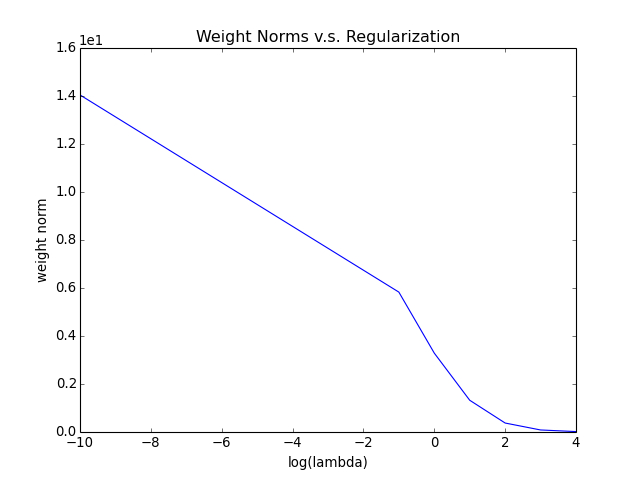 Weight Norms v.s. Regularization
1e1
1.6
1.4
1.2
1.0
0.8
0.6
0.4
0.2
0.0
weight norm
−10 −8 −6 −4 −2 0 2 4
log(lambda)